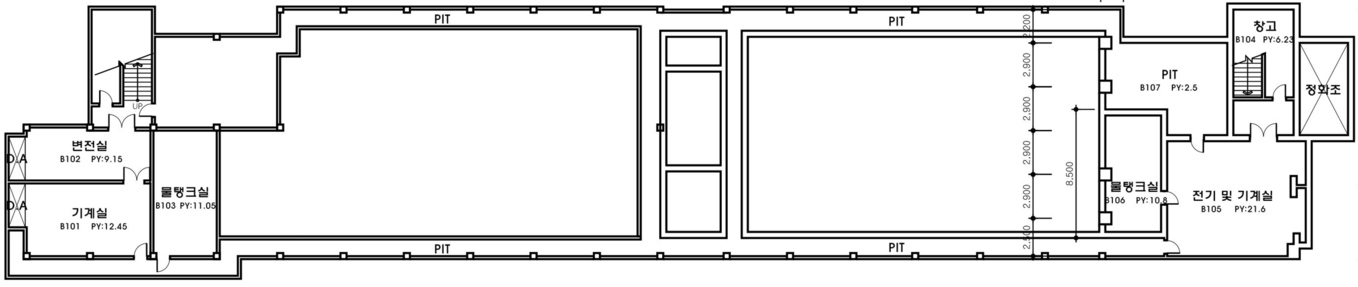 PIT
PIT
창고
B104 PY:6.23
2,200
2,900
PIT
B107 PY:2.5
정화조
UP
2,900
변전실
B102 PY:9.15
D.A
2,900
8,500
물탱크실
B103 PY:11.05
D.A
기계실
B101 PY:12.45
2,900
물탱크실
B106 PY:10.8
전기 및 기계실
B105 PY:21.6
PIT
PIT